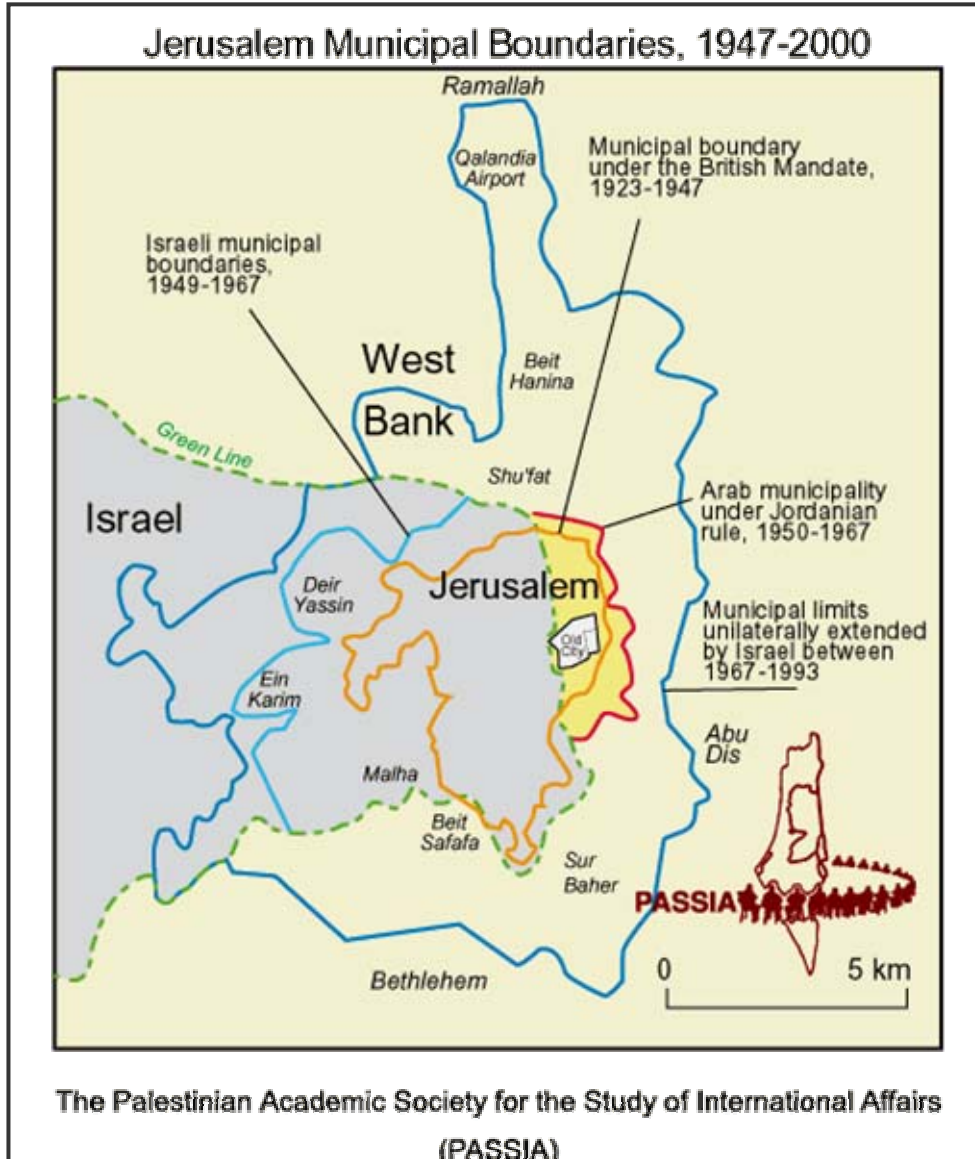 Jerusalem Municipal Boundaries, 1947-2000
Ramallah
Qalandia
Airport
Municipal boundary
under the British Mandate,
1923-1947
Israeli municipal
boundaries,
1949-1967
West
Bank
Beit
Hanina
Green Line
Shu'fat
Israel
Arab municipality
under Jordanian
rule, 1950-1967
Deir
Yassin
Jerusalem
Old
City
Municipal limits
unilaterally extended
by Israel between
1967-1993
Ein
Karim
Abu
Dis
Malha
Beit
Safafa
Sur
Baher
PASSIA
Bethlehem
0 5 km
The Palestinian Academic Society for the Study of International Affairs
(PASSIA)